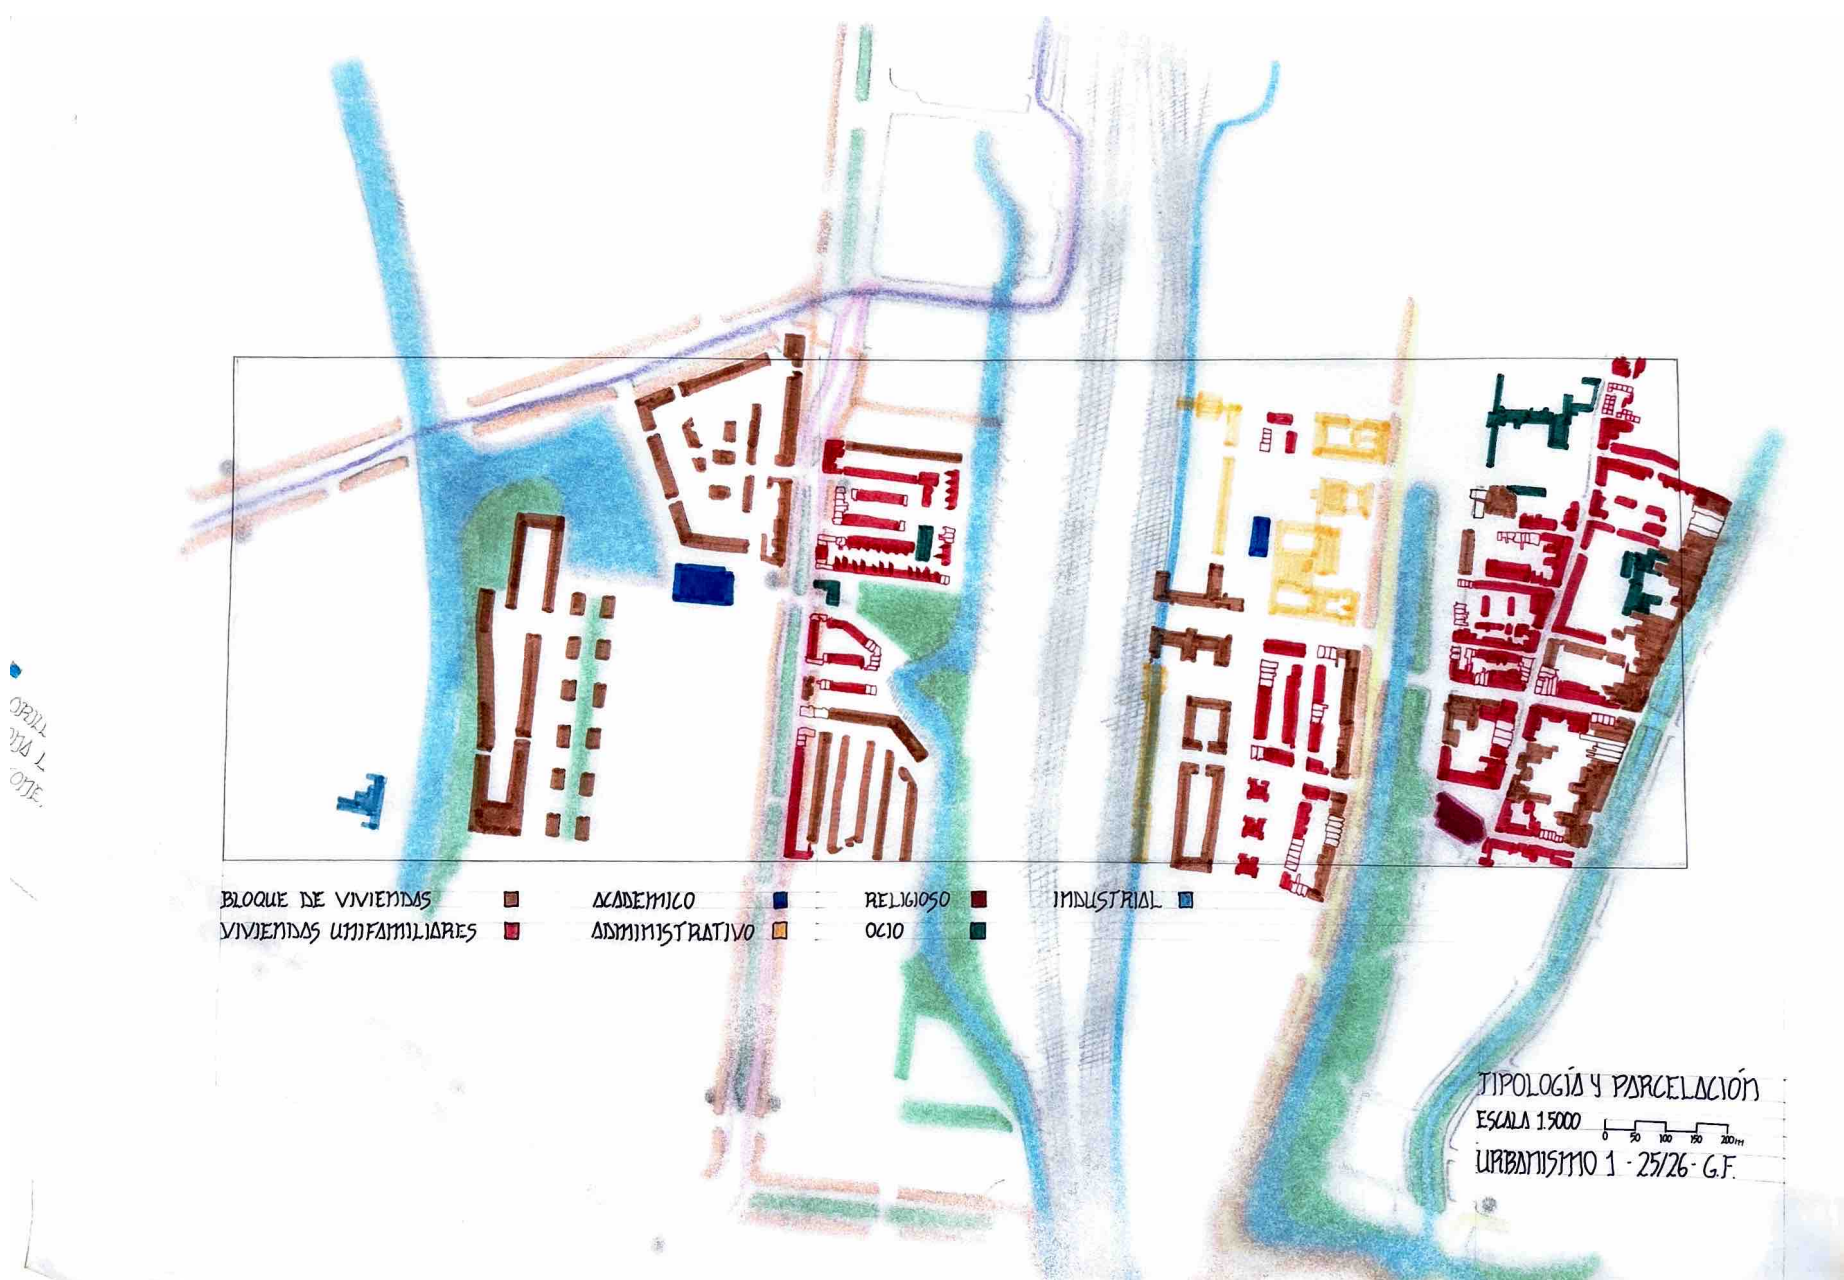 BLOQUE DE VIVIENDAS
VIVIENDAS UNIFAMILIARES
ACADEMICO
ADMINISTRATIVO
RELIGIOSO
OCIO
INDUSTRIAL
TIPOLOGÍA Y PARCELACIÓN
ESCALA 1:5000
0 50 100 150 200m
URBANISMO 1 - 25/26 - G.F.